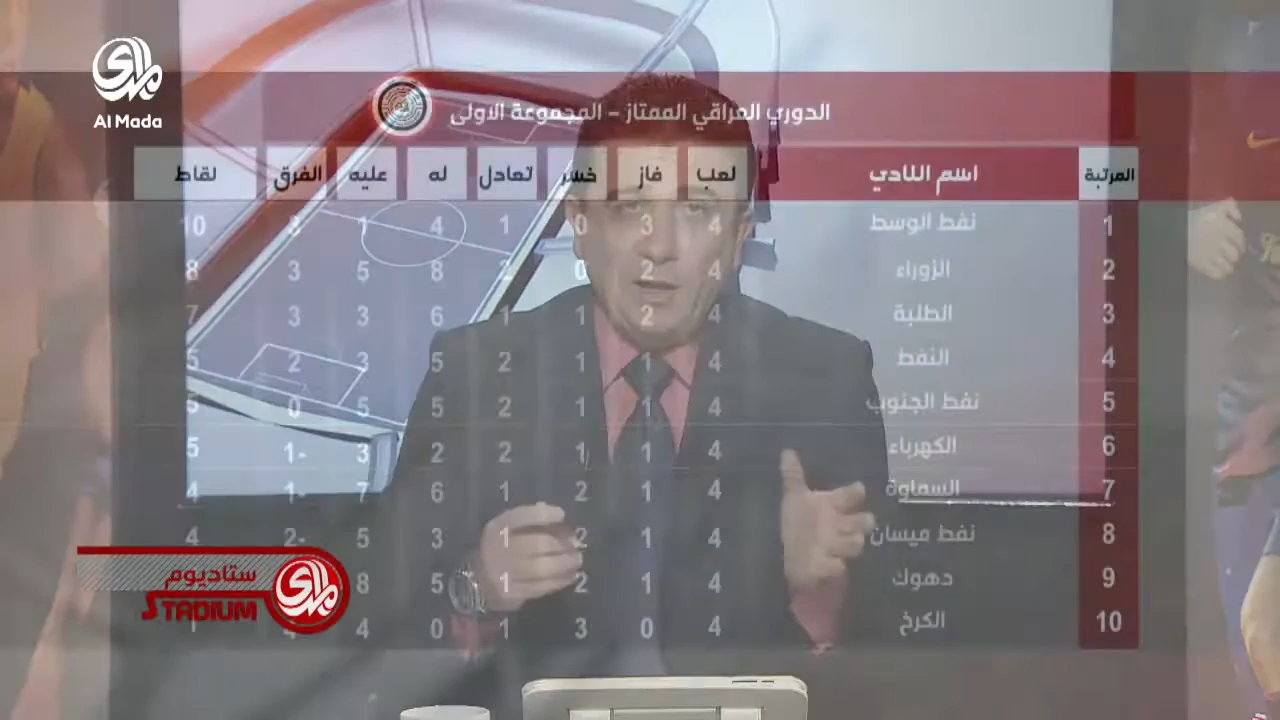 مدى
Al Mada
الدوري العراقي الممتاز - المجموعة الاولى
المرتبة اسم النادي لعب فاز خسر تعادل له عليه الفرق نقاط
1 نفط الوسط 4 3 0 1 4 1 3 10
2 الزوراء 4 2 0 2 8 5 3 8
3 الطلبة 4 2 1 1 6 3 3 7
4 النفط 4 1 1 2 5 3 2 5
5 نفط الجنوب 4 1 1 2 5 5 0 5
6 الكهرباء 4 1 1 2 2 3 1- 5
7 السماوة 4 1 2 1 6 7 1- 4
8 نفط ميسان 4 1 2 1 3 5 2- 4
9 دهوك 4 1 2 1 5 8
10 الكرخ 4 0 3 1 0 4
ستاديوم
STADIUM
مدى